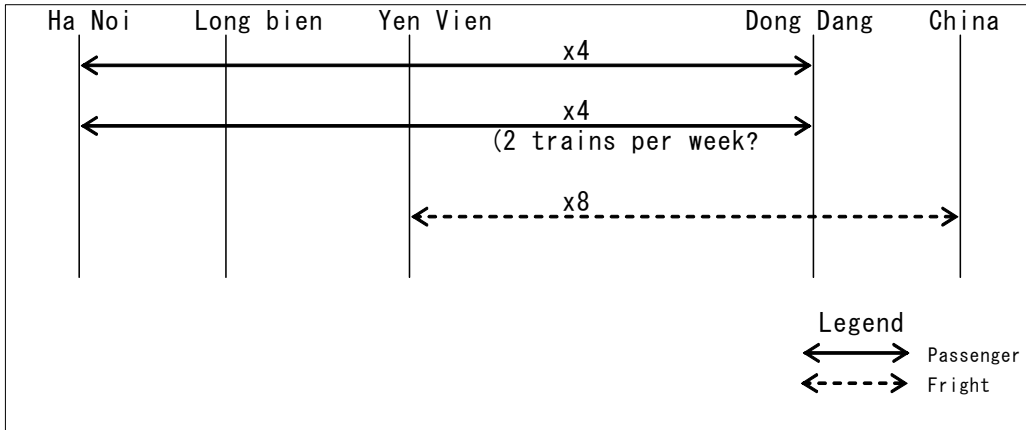 Ha Noi Long bien Yen Vien Dong Dang China
x4
x4
(2 trains per week?
x8
Legend
Passenger
Fright